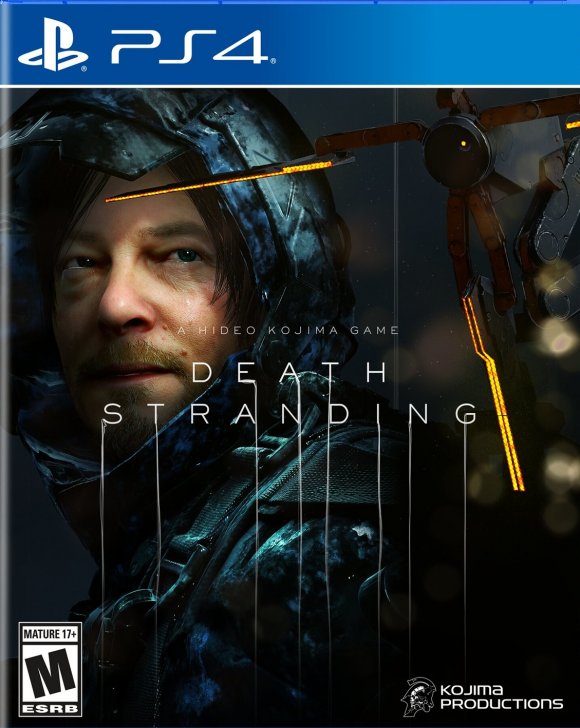 PS4
A HIDEO KOJIMA GAME
DEATH
STRANDING
MATURE 17+
M
ESRB
KOJIMA
PRODUCTIONS